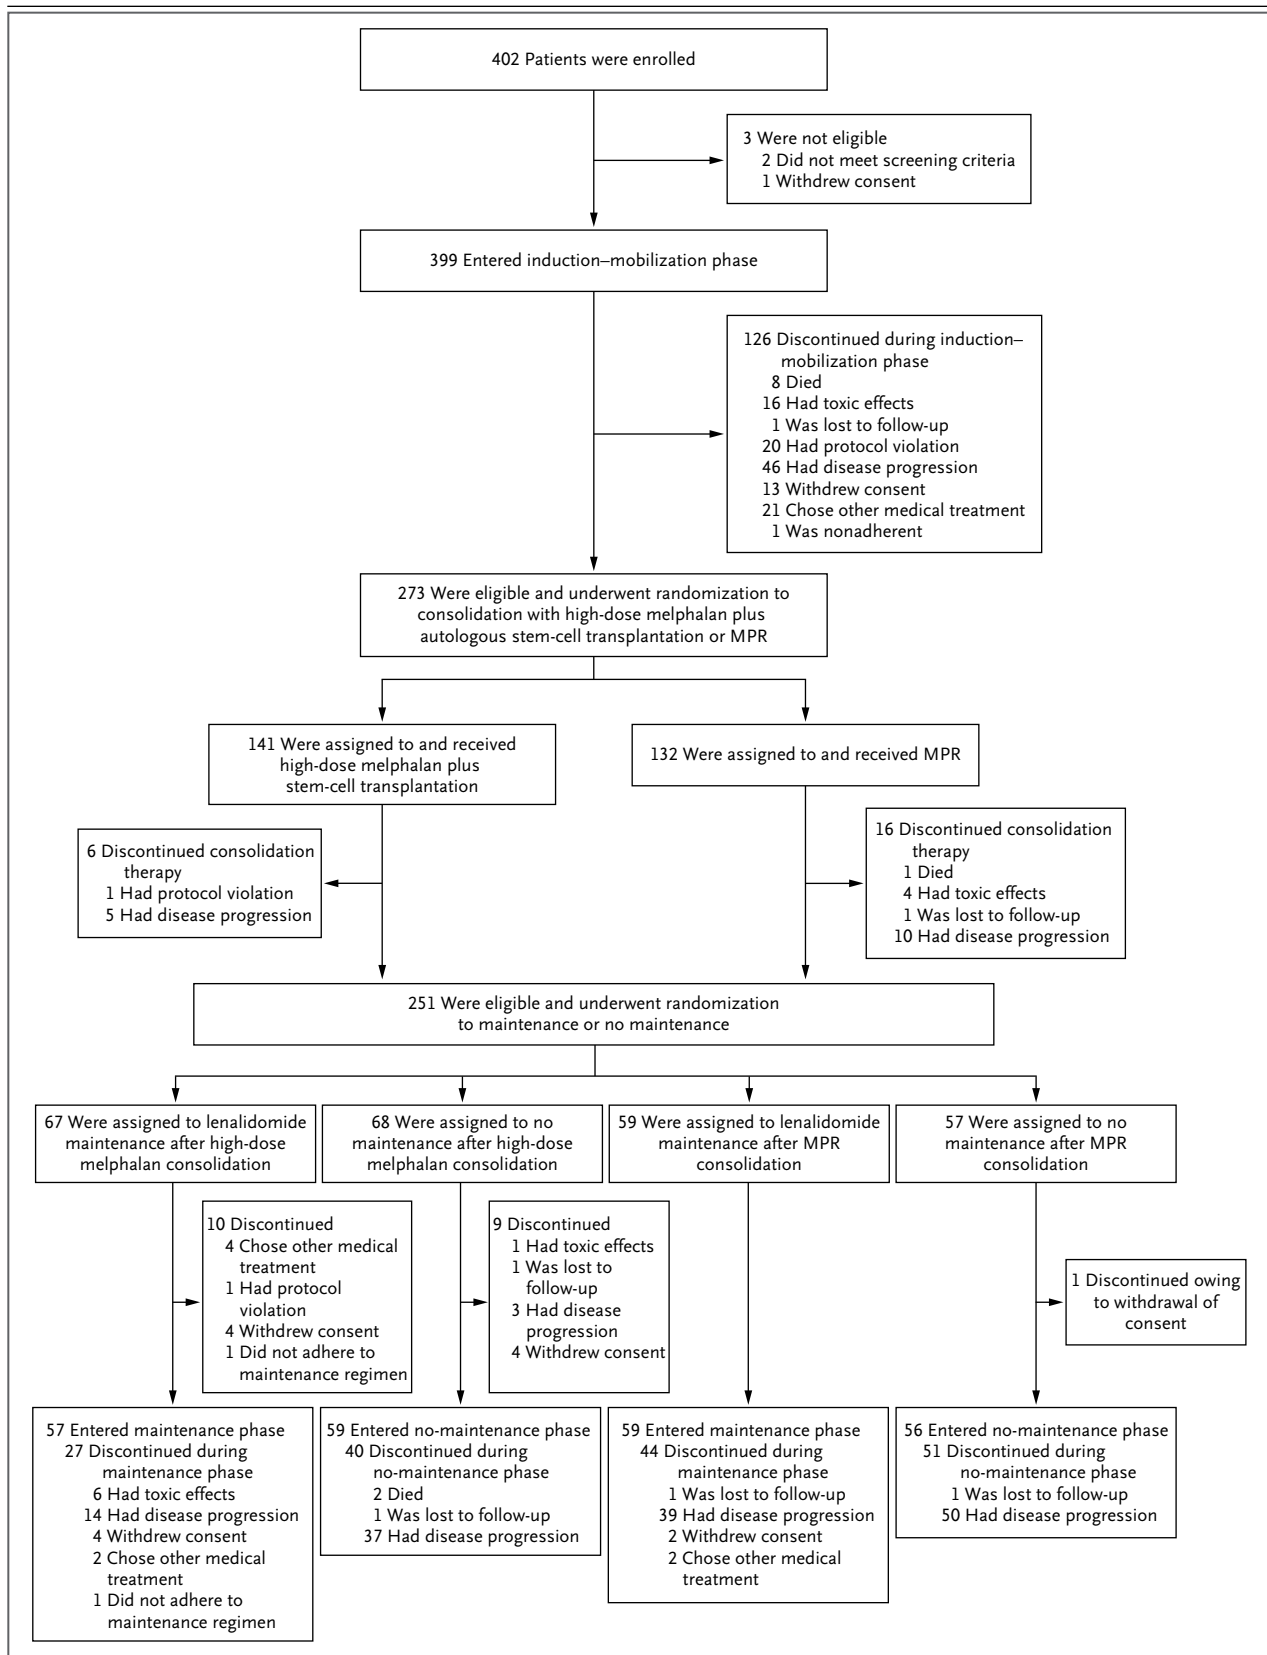 402 Patients were enrolled
3 Were not eligible
2 Did not meet screening criteria
1 Withdrew consent
399 Entered induction–mobilization phase
126 Discontinued during induction–
mobilization phase
8 Died
16 Had toxic effects
1 Was lost to follow-up
20 Had protocol violation
46 Had disease progression
13 Withdrew consent
21 Chose other medical treatment
1 Was nonadherent
273 Were eligible and underwent randomization to
consolidation with high-dose melphalan plus
autologous stem-cell transplantation or MPR
141 Were assigned to and received
high-dose melphalan plus
stem-cell transplantation
132 Were assigned to and received MPR
6 Discontinued consolidation
therapy
1 Had protocol violation
5 Had disease progression
16 Discontinued consolidation
therapy
1 Died
4 Had toxic effects
1 Was lost to follow-up
10 Had disease progression
251 Were eligible and underwent randomization
to maintenance or no maintenance
67 Were assigned to lenalidomide
maintenance after high-dose
melphalan consolidation
68 Were assigned to no
maintenance after high-dose
melphalan consolidation
59 Were assigned to lenalidomide
maintenance after MPR
consolidation
57 Were assigned to no
maintenance after MPR
consolidation
10 Discontinued
4 Chose other medical
treatment
1 Had protocol
violation
4 Withdrew consent
1 Did not adhere to
maintenance regimen
9 Discontinued
1 Had toxic effects
1 Was lost to
follow-up
3 Had disease
progression
4 Withdrew consent
1 Discontinued owing
to withdrawal of
consent
57 Entered maintenance phase
27 Discontinued during
maintenance phase
6 Had toxic effects
14 Had disease progression
4 Withdrew consent
2 Chose other medical
treatment
1 Did not adhere to
maintenance regimen
59 Entered no-maintenance phase
40 Discontinued during
no-maintenance phase
2 Died
1 Was lost to follow-up
37 Had disease progression
59 Entered maintenance phase
44 Discontinued during
maintenance phase
1 Was lost to follow-up
39 Had disease progression
2 Withdrew consent
2 Chose other medical
treatment
56 Entered no-maintenance phase
51 Discontinued during
no-maintenance phase
1 Was lost to follow-up
50 Had disease progression